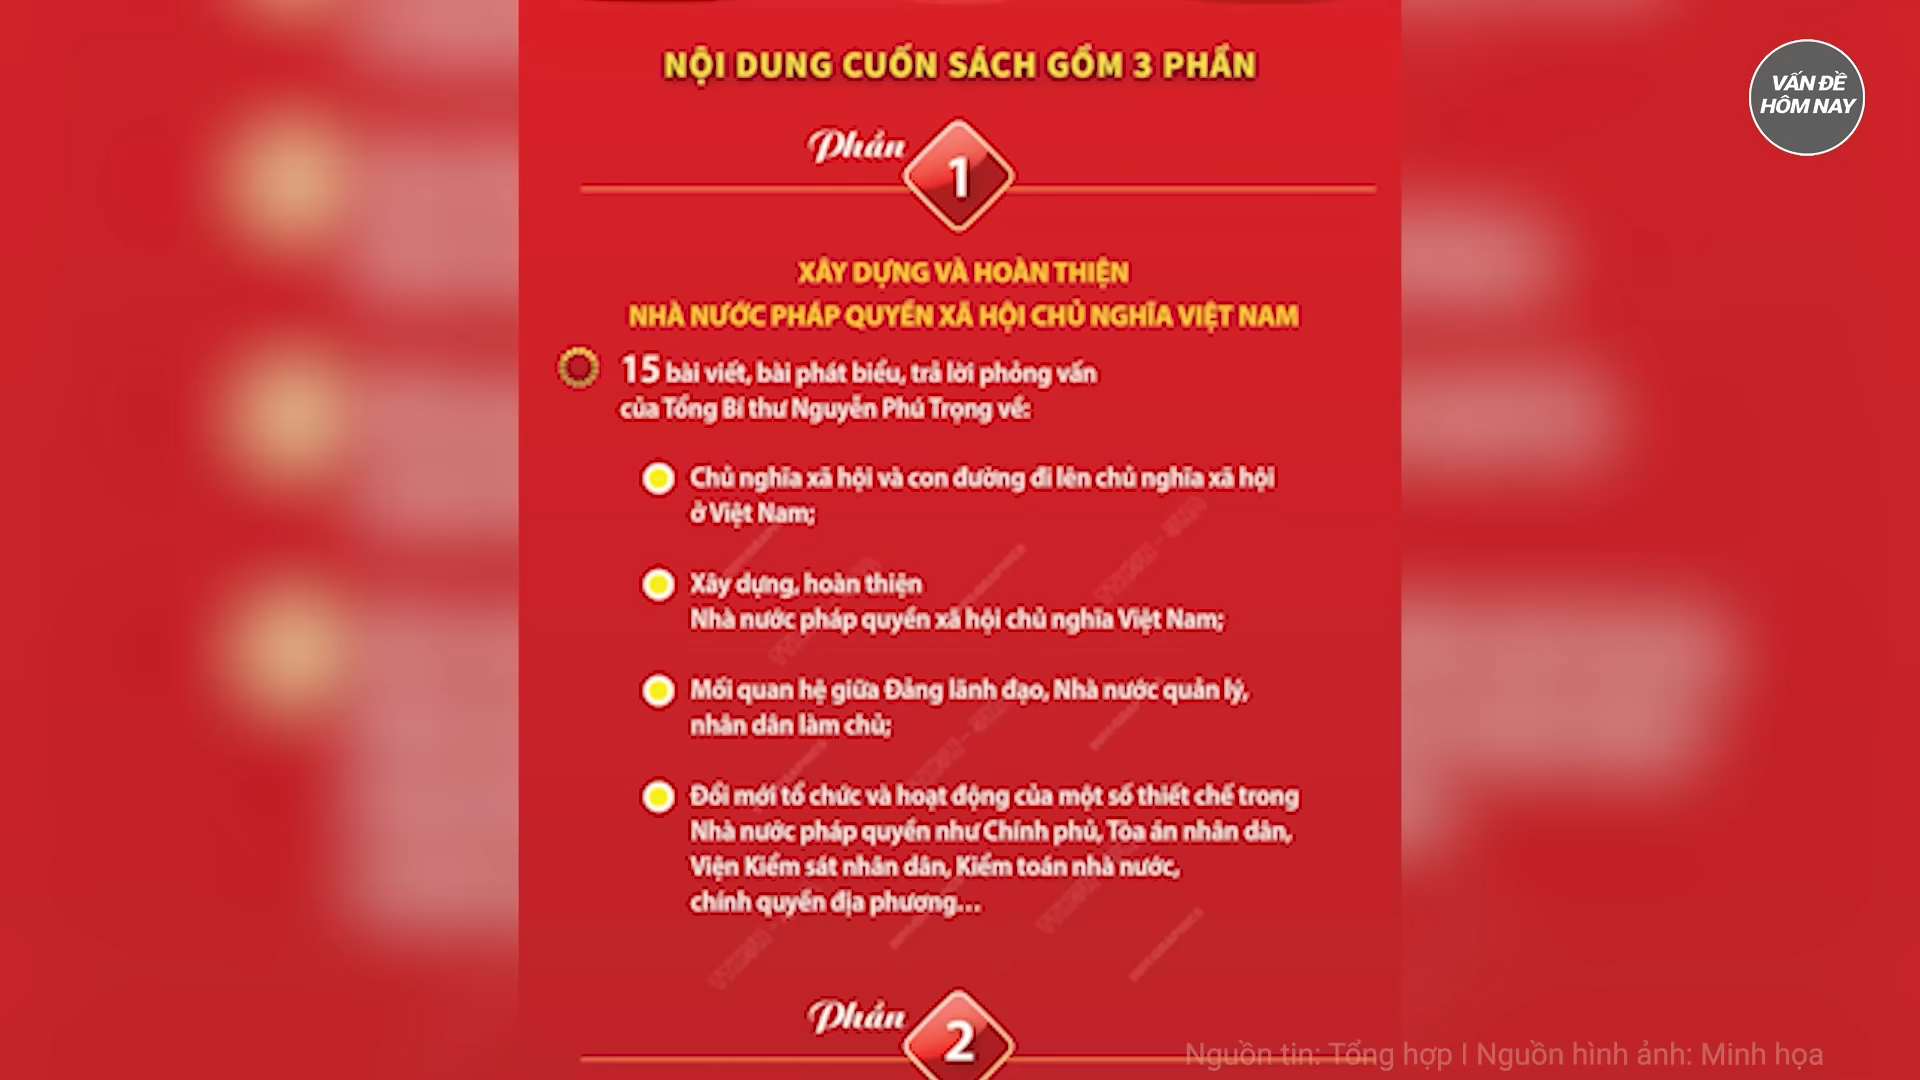 NỘI DUNG CUỐN SÁCH GỒM 3 PHẦN
VẤN ĐỀ
HÔM NAY
Phần
1
XÂY DỰNG VÀ HOÀN THIỆN
NHÀ NƯỚC PHÁP QUYỀN XÃ HỘI CHỦ NGHĨA VIỆT NAM
15 bài viết, bài phát biểu, trả lời phỏng vấn
của Tổng Bí thư Nguyễn Phú Trọng về:
Chủ nghĩa xã hội và con đường đi lên chủ nghĩa xã hội
ở Việt Nam;
Xây dựng, hoàn thiện
Nhà nước pháp quyền xã hội chủ nghĩa Việt Nam;
Mối quan hệ giữa Đảng lãnh đạo, Nhà nước quản lý,
nhân dân làm chủ;
Đổi mới tổ chức và hoạt động của một số thiết chế trong
Nhà nước pháp quyền như Chính phủ, Tòa án nhân dân,
Viện Kiểm sát nhân dân, Kiểm toán nhà nước,
chính quyền địa phương...
Phần
2
Nguồn tin: Tổng hợp I Nguồn hình ảnh: Minh họa